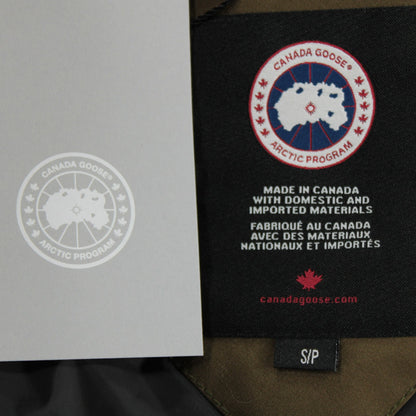 CANADA GOOSE®
ARCTIC PROGRAM
CANADA GOOSE®
ARCTIC PROGRAM
MADE IN CANADA
WITH DOMESTIC AND
IMPORTED MATERIALS
FABRIQUÉ AU CANADA
AVEC DES MATERIAUX
NATIONAUX ET IMPORTÉS
canadagoose.com
S/P